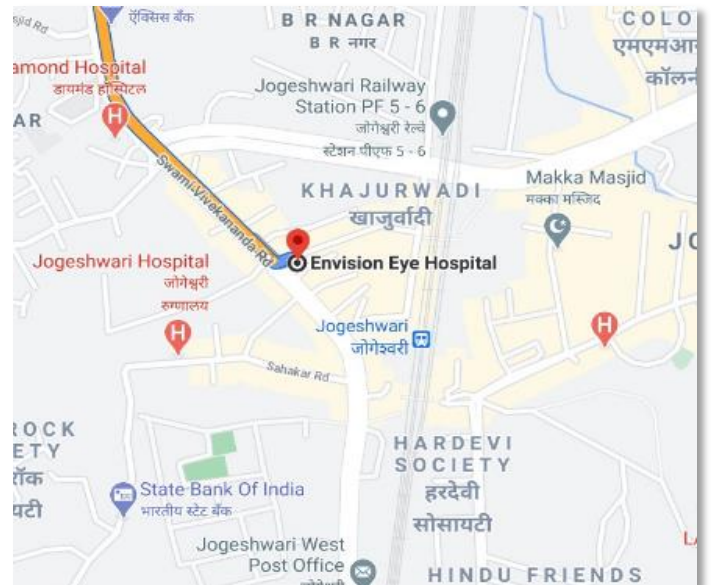 ऍक्सिस बँक
B R NAGAR
B R नगर
COLO
एमएमआर
कॉलनी
amond Hospital
डायमंड हॉस्पिटल
Jogeshwari Railway
Station PF 5 - 6
जोगेश्वरी रेल्वे
स्टेशन पीएफ 5 - 6
AR
Swami Vivekananda Rd
KHAJURWADI
खाजुर्वादी
Makka Masjid
मक्का मस्जिद
Jogeshwari Hospital
जोगेश्वरी
रुग्णालय
Envision Eye Hospital
Jogeshwari
जोगेश्वरी
Sahakar Rd
ROCK
ETY
रॉक
यटी
HARDEVI
SOCIETY
हरदेवी
सोसायटी
State Bank Of India
भारतीय स्टेट बँक
Jogeshwari West
Post Office
HINDU FRIENDS